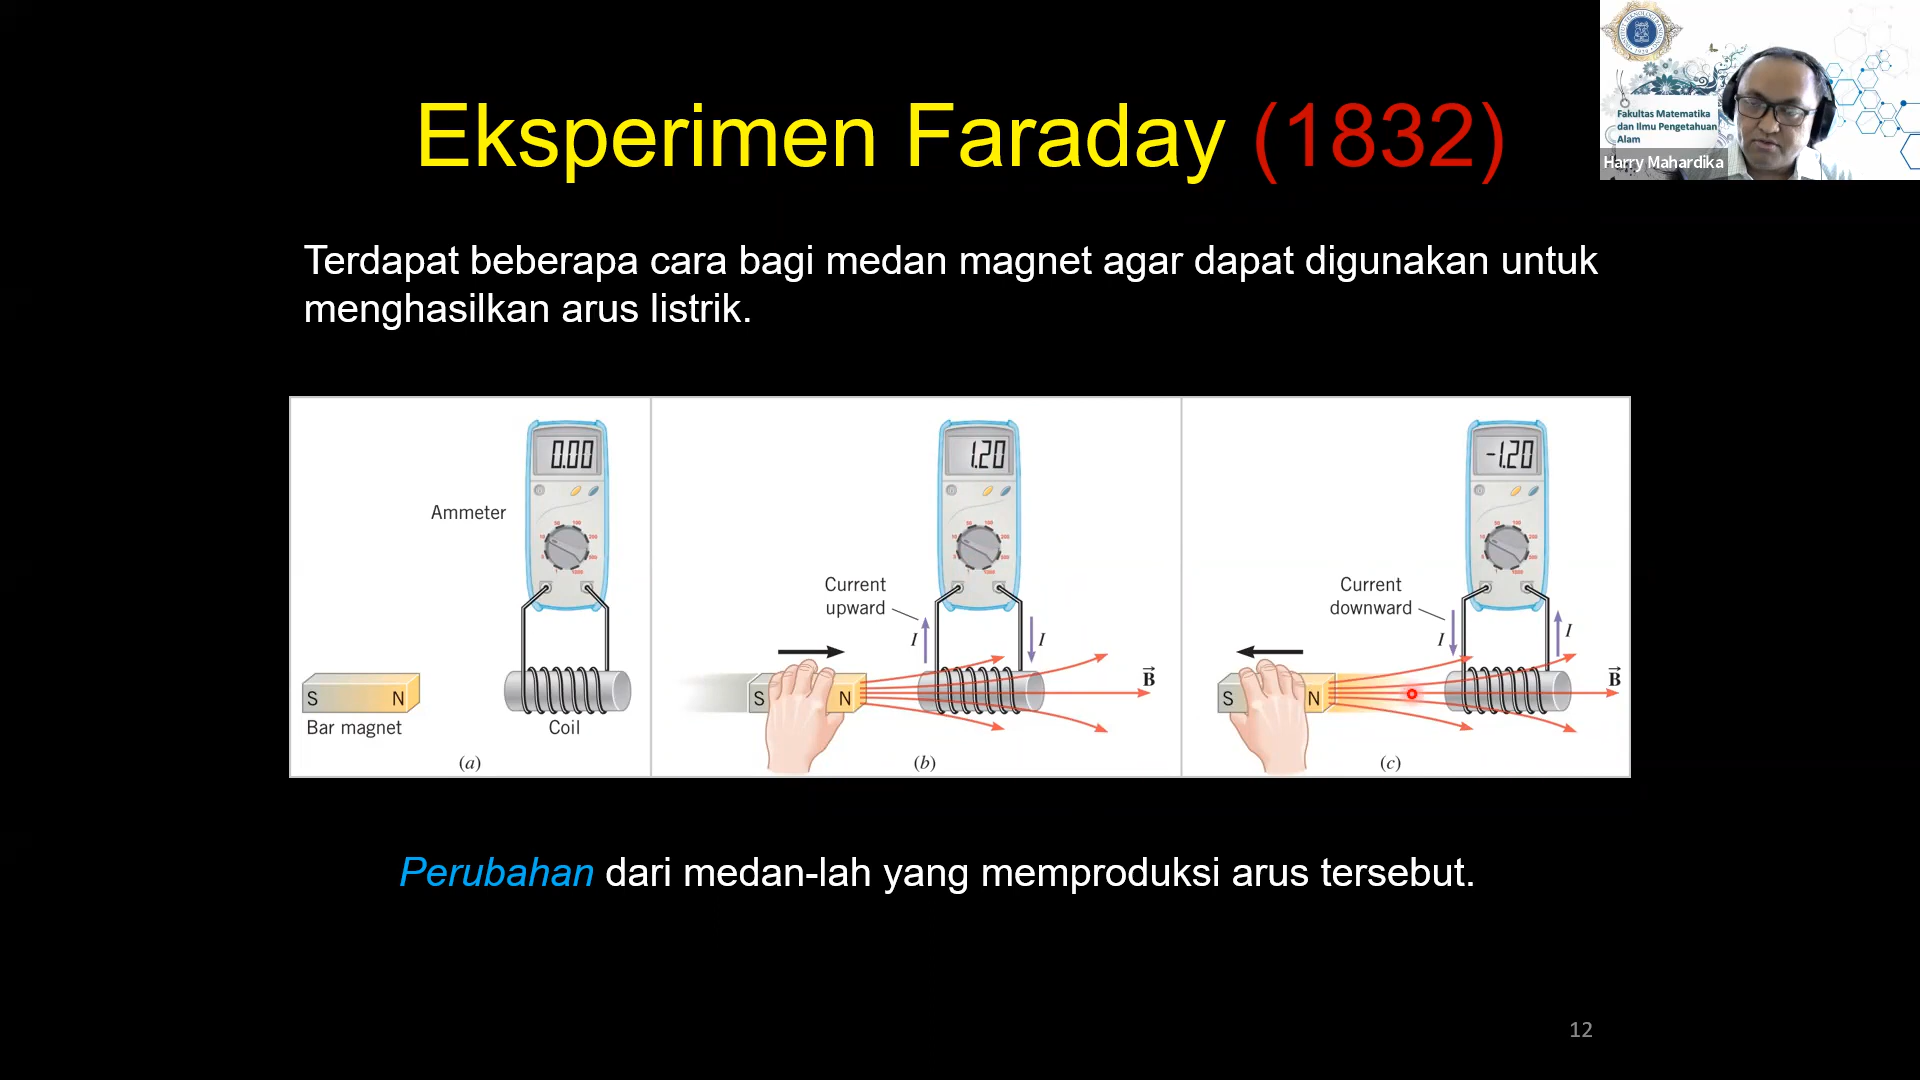 Eksperimen Faraday (1832)
Fakultas Matematika
dan Ilmu Pengetahuan
Alam
Harry Mahardika
Terdapat beberapa cara bagi medan magnet agar dapat digunakan untuk
menghasilkan arus listrik.
0.00
Ammeter
S
N
Bar magnet
Coil
(a)
1.20
Current
upward
I
I
S
N
B
(b)
-1.20
Current
downward
I
I
S
N
B
(c)
Perubahan dari medan-lah yang memproduksi arus tersebut.
12